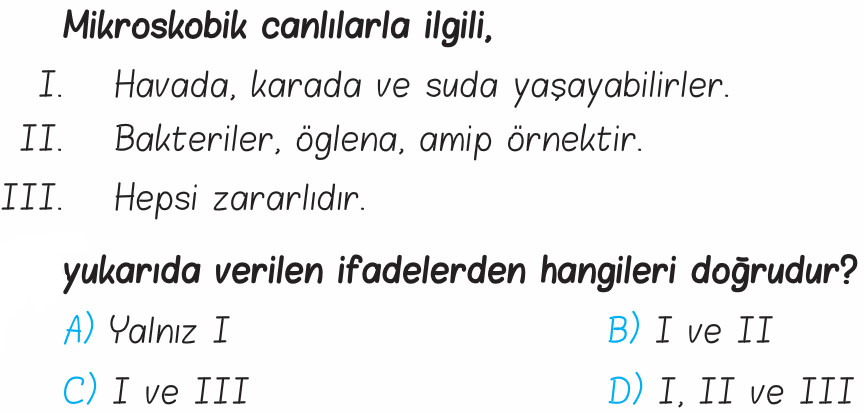 Mikroskobik canlılarla ilgili,
I. Havada, karada ve suda yaşayabilirler.
II. Bakteriler, öglena, amip örnektir.
III. Hepsi zararlıdır.
yukarıda verilen ifadelerden hangileri doğrudur?
A) Yalnız I B) I ve II
C) I ve III D) I, II ve III